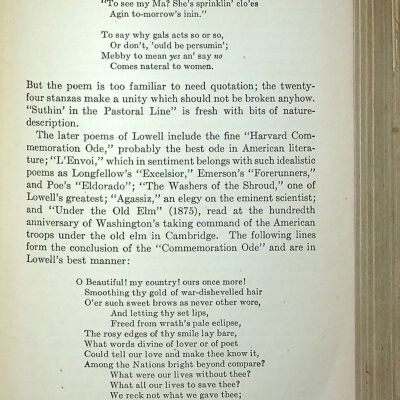 "To see my Ma? She's sprinklin' clo'es
Agin to-morrow's inin."
To say why gals acts so or so,
Or don't, 'ould be persumin';
Mebby to mean yes an' say no
Comes nateral to women.
But the poem is too familiar to need quotation; the twenty-
four stanzas make a unity which should not be broken anyhow.
"Suthin' in the Pastoral Line" is fresh with bits of nature-
description.
The later poems of Lowell include the fine "Harvard Com-
memoration Ode," probably the best ode in American litera-
ture; "L'Envoi," which in sentiment belongs with such idealistic
poems as Longfellow's "Excelsior," Emerson's "Forerunners,"
and Poe's "Eldorado"; "The Washers of the Shroud," one of
Lowell's greatest; "Agassiz," an elegy on the eminent scientist;
and "Under the Old Elm" (1875), read at the hundredth
anniversary of Washington's taking command of the American
troops under the old elm in Cambridge. The following lines
form the conclusion of the "Commemoration Ode" and are in
Lowell's best manner:
O Beautiful! my country! ours once more!
Smoothing thy gold of war-dishevelled hair
O'er such sweet brows as never other wore,
And letting thy set lips,
Freed from wrath's pale eclipse,
The rosy edges of thy smile lay bare,
What words divine of lover or of poet
Could tell our love and make thee know it,
Among the Nations bright beyond compare?
What were our lives without thee?
What all our lives to save thee?
We reck not what we gave thee;